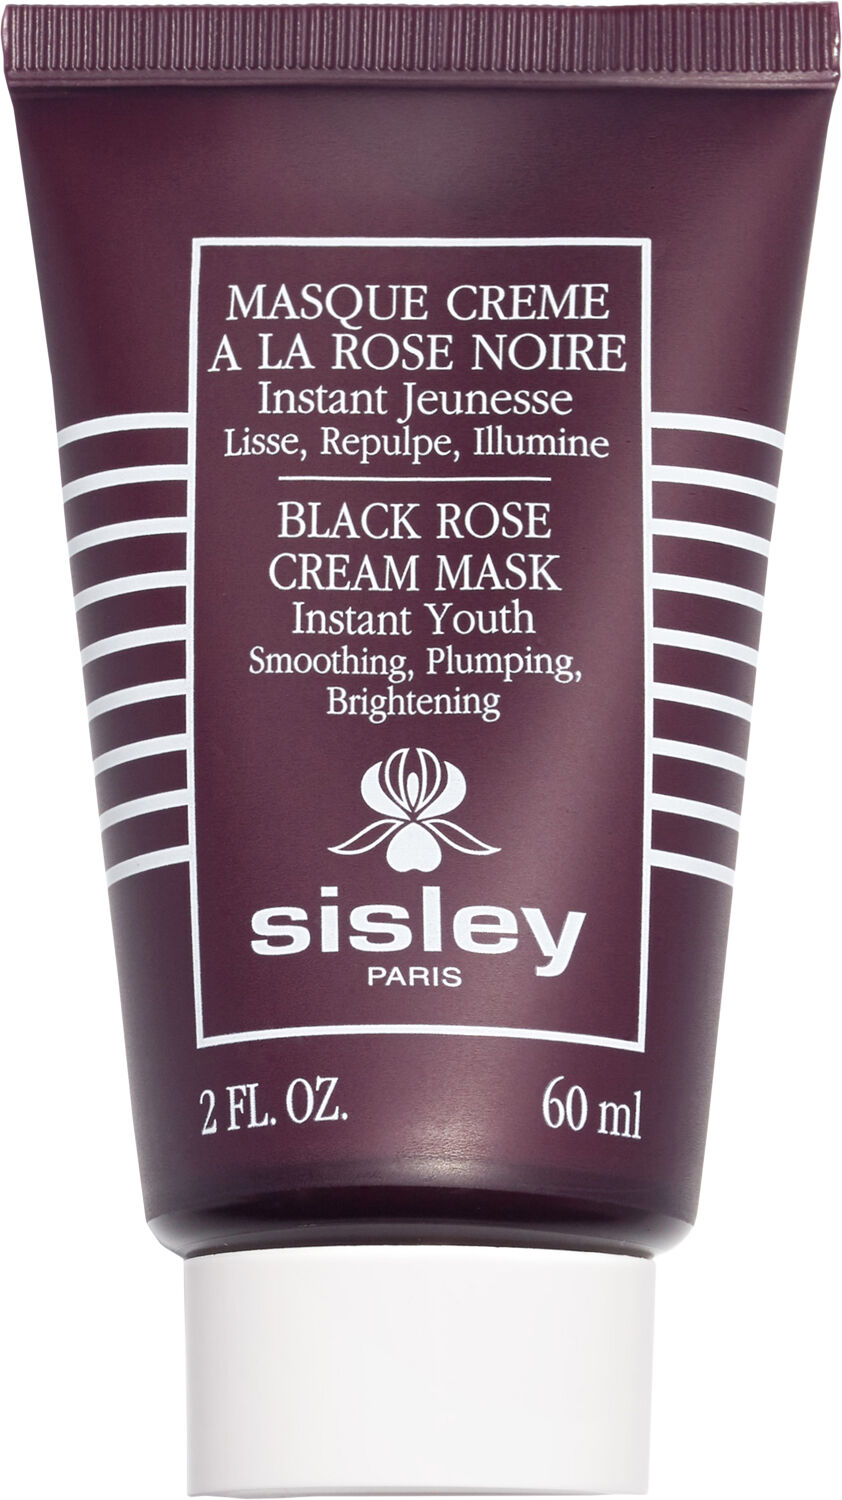 MASQUE CREME
A LA ROSE NOIRE
Instant Jeunesse
Lisse, Repulpe, Illumine
BLACK ROSE
CREAM MASK
Instant Youth
Smoothing, Plumping,
Brightening
sisley
PARIS
2 FL. OZ. 60 ml